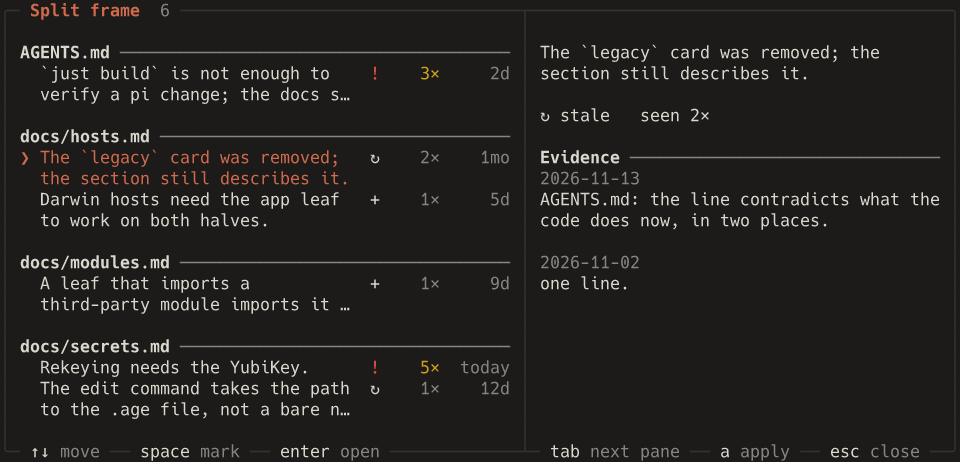 Split frame 6
AGENTS.md
`just build` is not enough to ! 3× 2d
verify a pi change; the docs s…
docs/hosts.md
❯ The `legacy` card was removed; ↻ 2× 1mo
the section still describes it.
Darwin hosts need the app leaf + 1× 5d
to work on both halves.
docs/modules.md
A leaf that imports a + 1× 9d
third-party module imports it …
docs/secrets.md
Rekeying needs the YubiKey. ! 5× today
The edit command takes the path ↻ 1× 12d
to the .age file, not a bare n…
↑↓ move space mark enter open
The `legacy` card was removed; the
section still describes it.
↻ stale seen 2×
Evidence
2026-11-13
AGENTS.md: the line contradicts what the
code does now, in two places.
2026-11-02
one line.
tab next pane a apply esc close